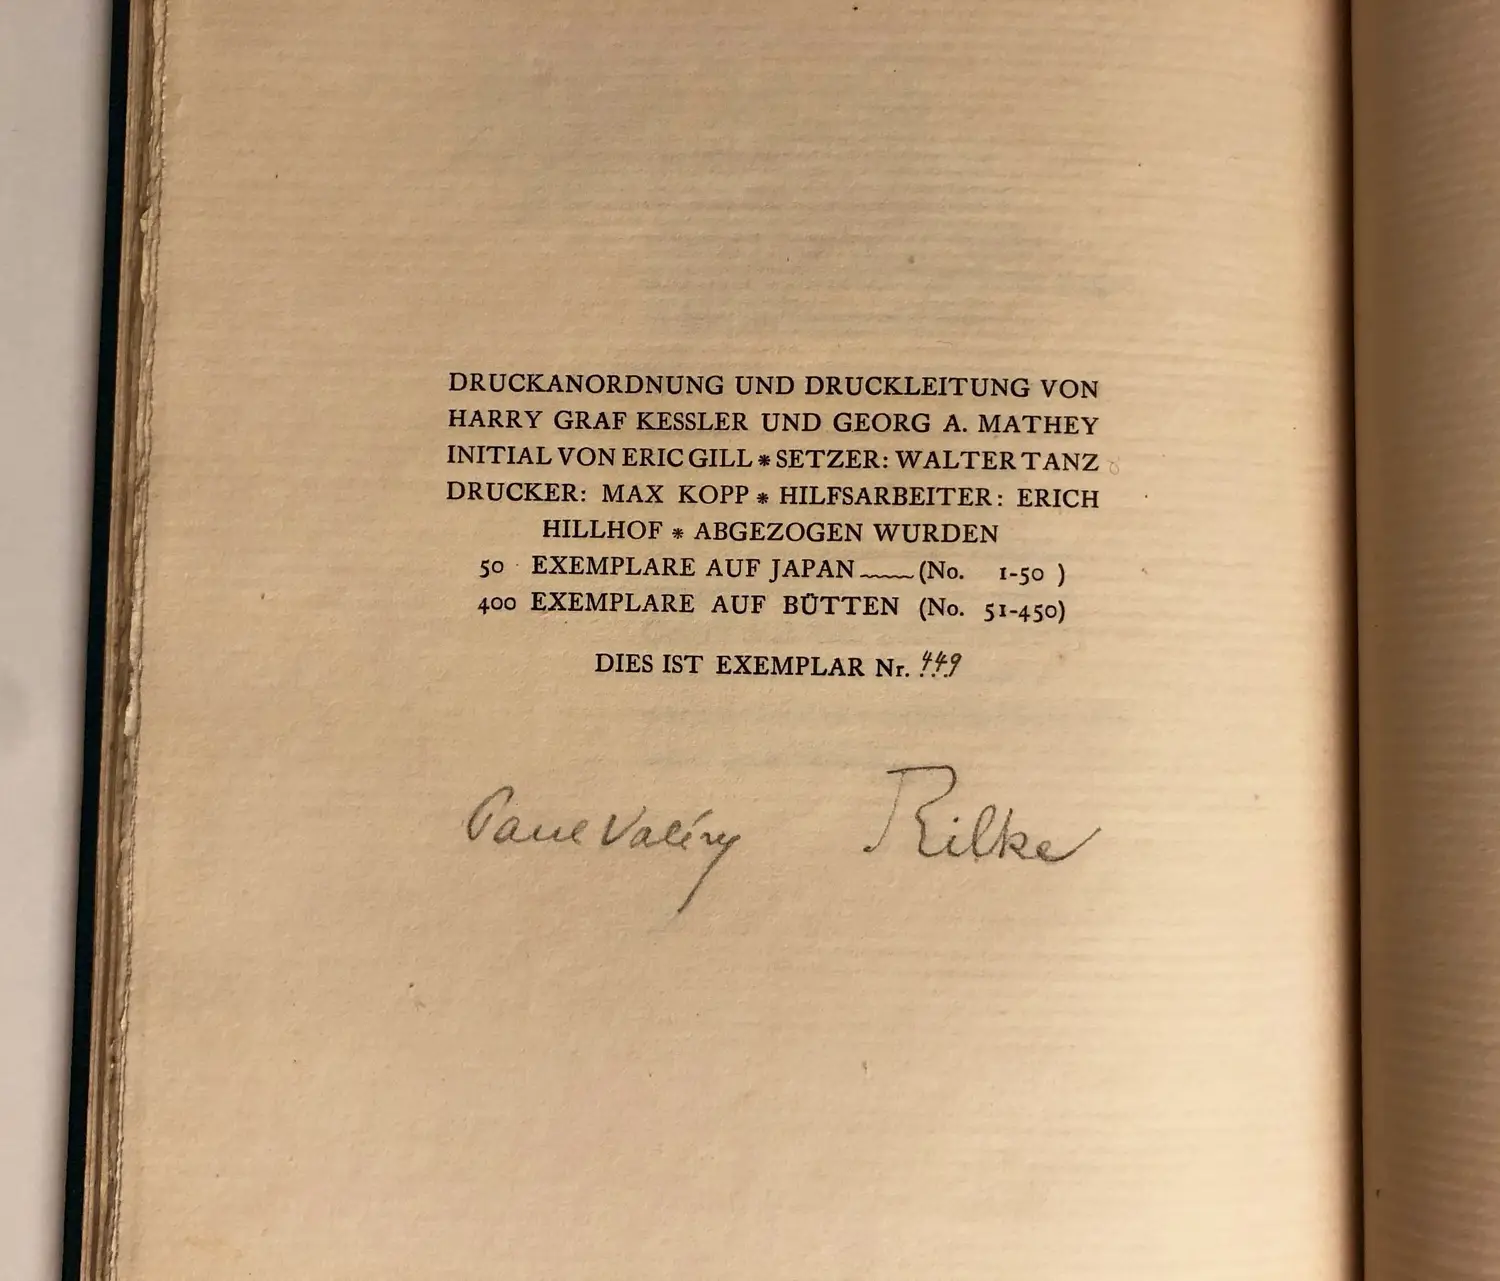 DRUCKANORDNUNG UND DRUCKLEITUNG VON
HARRY GRAF KESSLER UND GEORG A. MATHEY
INITIAL VON ERIC GILL * SETZER: WALTER TANZ
DRUCKER: MAX KOPP * HILFSARBEITER: ERICH
HILLHOF * ABGEZOGEN WURDEN
50 EXEMPLARE AUF JAPAN (No. 1-50 )
400 EXEMPLARE AUF BÜTTEN (No. 51-450)
DIES IST EXEMPLAR Nr. 449
Paul Valéry Rilke